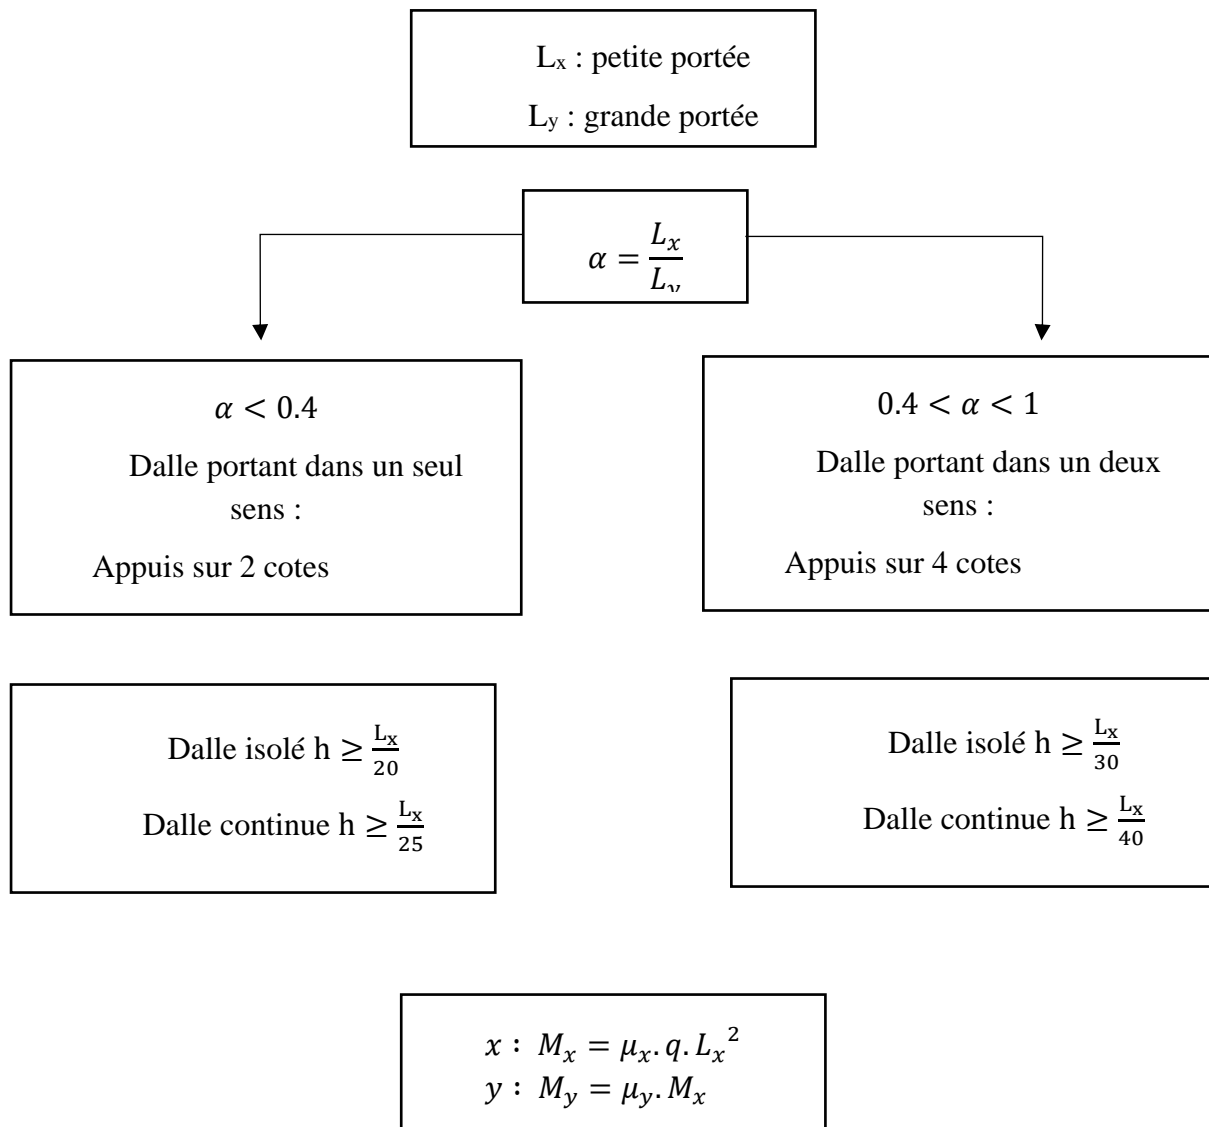 Lx : petite portée
Ly : grande portée
α = Lx/Ly
α < 0.4
Dalle portant dans un seul
sens :
Appuis sur 2 cotes
0.4 < α < 1
Dalle portant dans un deux
sens :
Appuis sur 4 cotes
Dalle isolé h ≥ Lx/20
Dalle continue h ≥ Lx/25
Dalle isolé h ≥ Lx/30
Dalle continue h ≥ Lx/40
x : Mx = μx. q. Lx²
y : My = μy. Mx